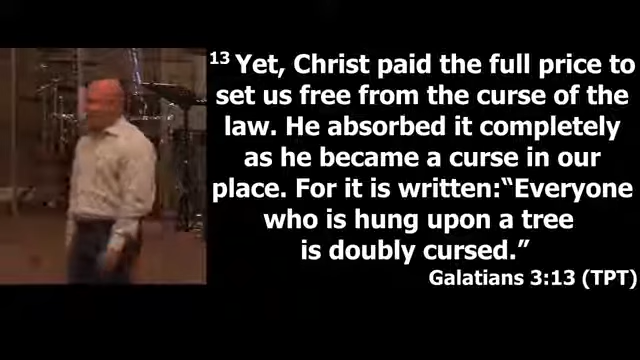 13 Yet, Christ paid the full price to
set us free from the curse of the
law. He absorbed it completely
as he became a curse in our
place. For it is written:“Everyone
who is hung upon a tree
is doubly cursed.”
Galatians 3:13 (TPT)